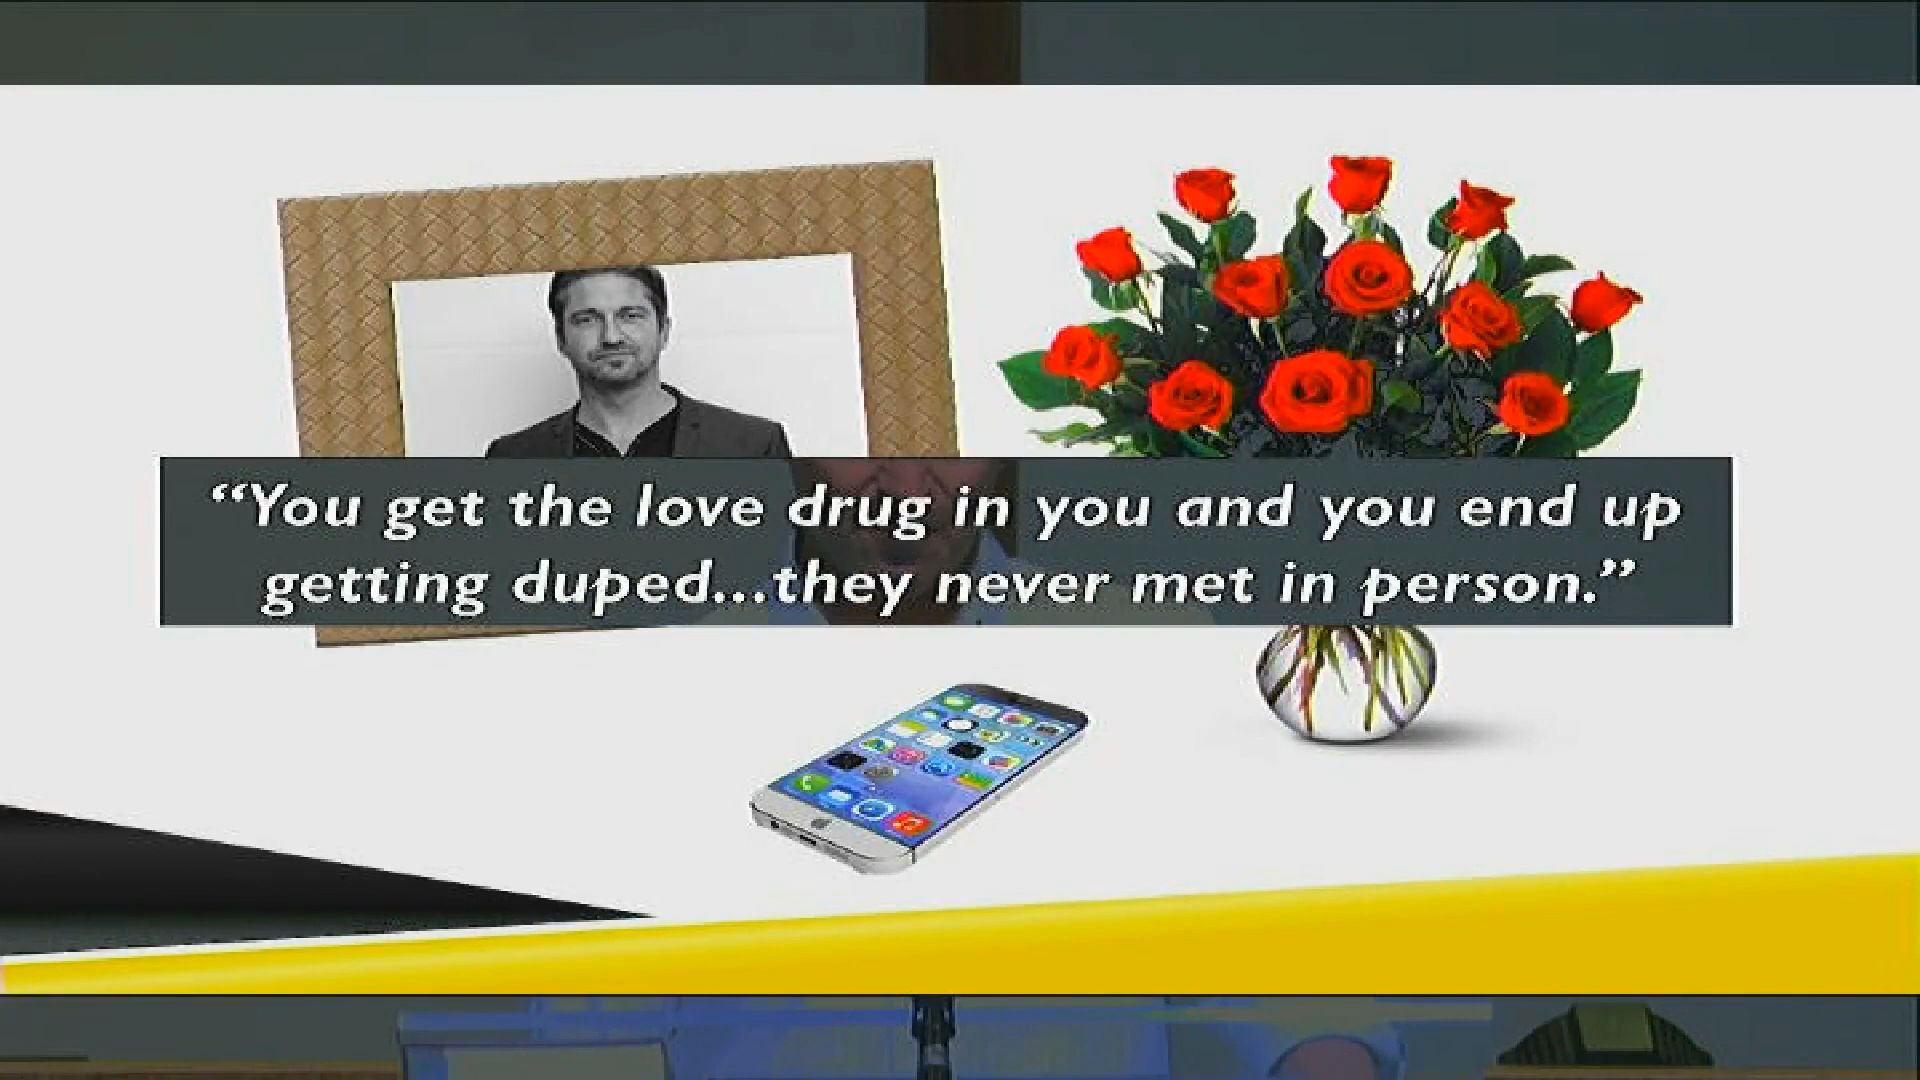 “You get the love drug in you and you end up
getting duped...they never met in person.”